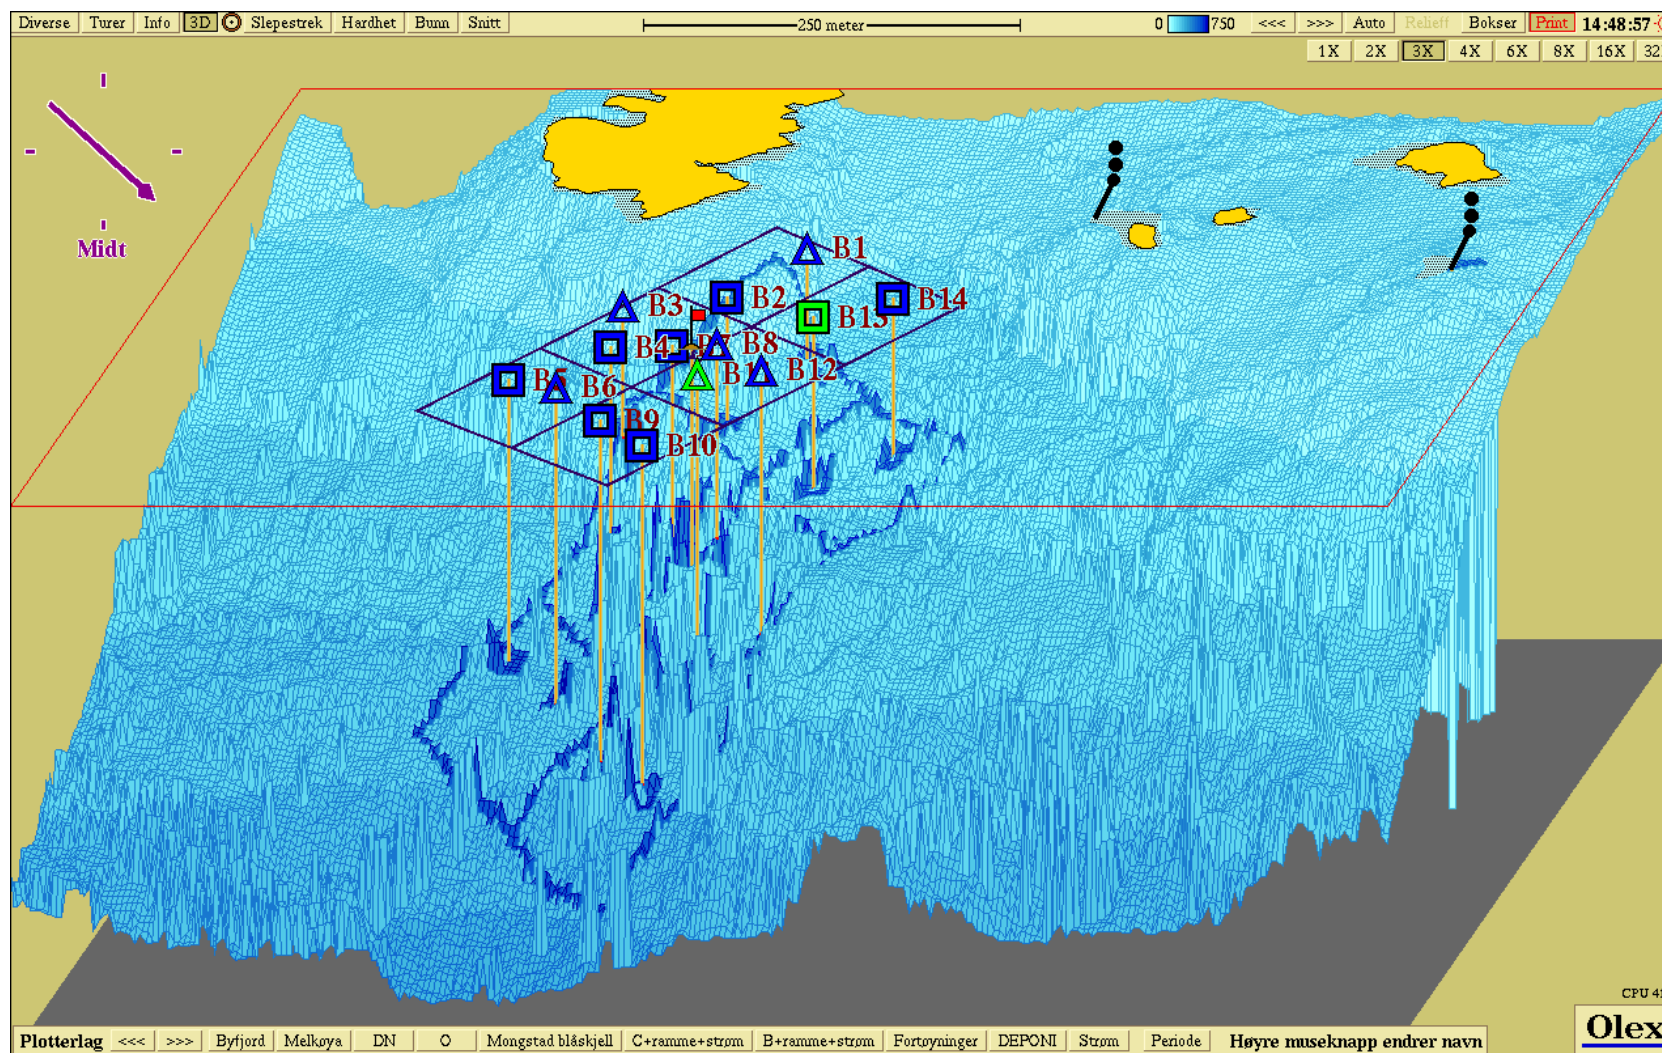 Diverse Turer Info 3D Slepestrek Hardhet Bunn Snitt 250 meter 0 750 <<< >>> Auto Relieff Bokser Print 14:48:57
1X 2X 3X 4X 6X 8X 16X 32
Midt
B1
B3 B2 B14
B13
B4 B8
B12
B6
B9
B10
CPU 41
Olex
Plotterlag <<< >>> Byfjord Melkøya DN O Mongstad blåskjell C+ramme+strøm B+ramme+strøm Fortøyninger DEPONI Strøm Periode Høyre museknapp endrer navn